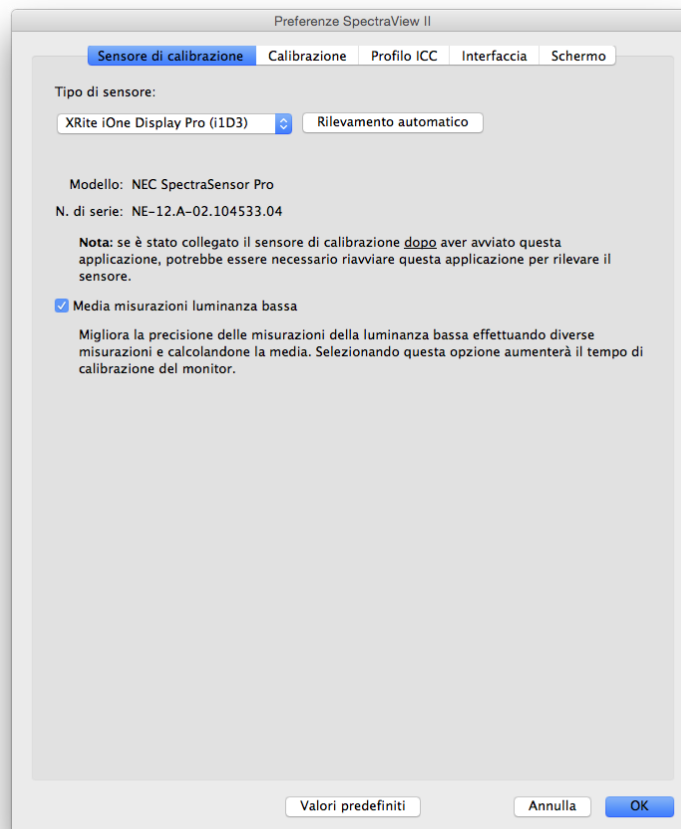 Preferenze SpectraView II
Sensore di calibrazione Calibrazione Profilo ICC Interfaccia Schermo
Tipo di sensore:
XRite iOne Display Pro (i1D3) Rilevamento automatico
Modello: NEC SpectraSensor Pro
N. di serie: NE-12.A-02.104533.04
Nota: se è stato collegato il sensore di calibrazione dopo aver avviato questa
applicazione, potrebbe essere necessario riavviare questa applicazione per rilevare il
sensore.
Media misurazioni luminanza bassa
Migliora la precisione delle misurazioni della luminanza bassa effettuando diverse
misurazioni e calcolandone la media. Selezionando questa opzione aumenterà il tempo di
calibrazione del monitor.
Valori predefiniti Annulla OK